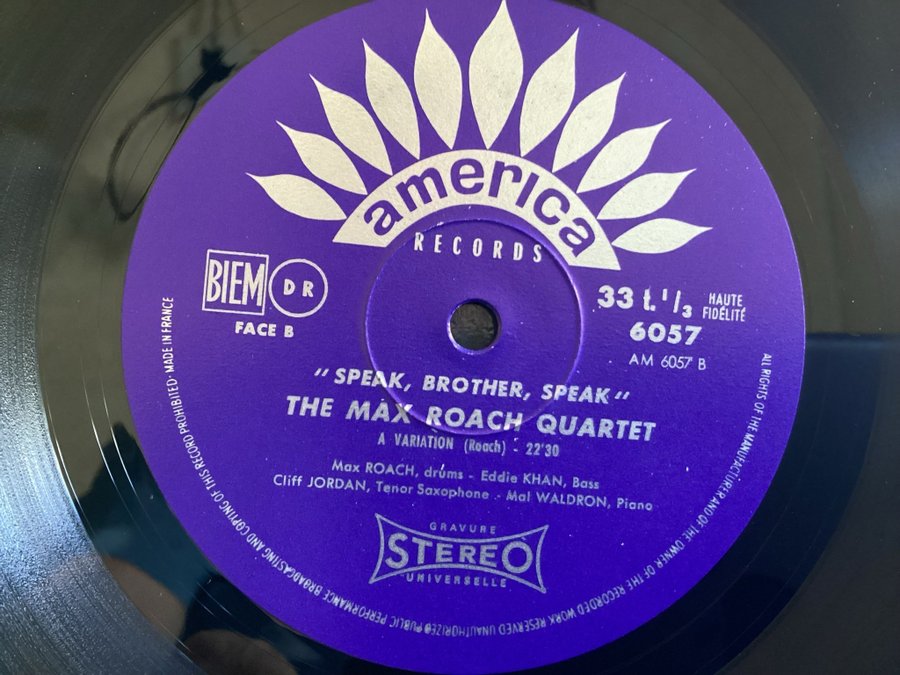 america
RECORDS
BIEM
DR
FACE B
33 t. 1/3
HAUTE
FIDÉLITÉ
6057
AM 6057 B
"SPEAK, BROTHER, SPEAK"
THE MAX ROACH QUARTET
A VARIATION (Roach) - 22'30
Max ROACH, drums - Eddie KHAN, Bass
Cliff JORDAN, Tenor Saxophone - Mal WALDRON, Piano
GRAVURE
STEREO
UNIVERSELLE
ALL RIGHTS OF THE MANUFACTURER AND OF THE OWNER OF THE RECORDED WORK RESERVED UNAUTHORIZED PUBLIC PERFORMANCE BROADCASTING AND COPYING OF THIS RECORD PROHIBITED - MADE IN FRANCE